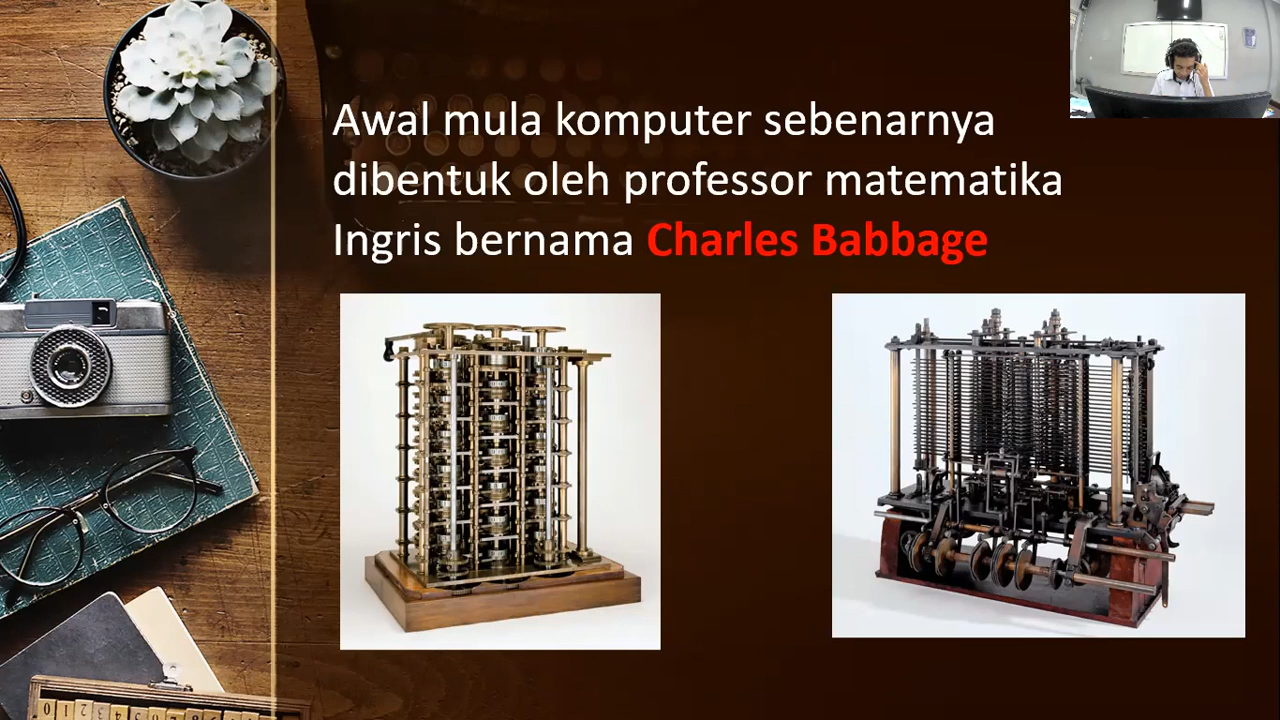 Awal mula komputer sebenarnya
dibentuk oleh professor matematika
Ingris bernama Charles Babbage